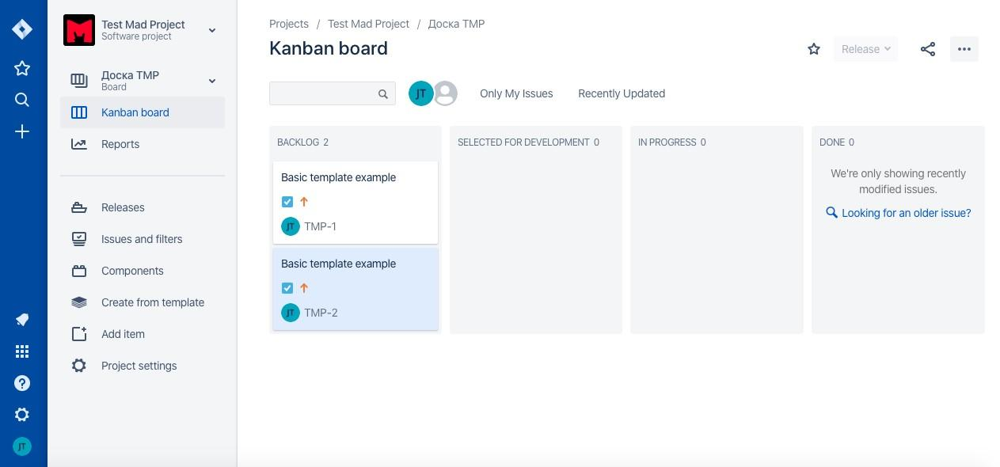 Test Mad Project
Software project
Доска TMP
Board
Kanban board
Reports
Releases
Issues and filters
Components
Create from template
Add item
Project settings
JT
Projects / Test Mad Project / Доска TMP
Kanban board
Release
JT
Only My Issues
Recently Updated
BACKLOG 2
Basic template example
JT TMP-1
Basic template example
JT TMP-2
SELECTED FOR DEVELOPMENT 0
IN PROGRESS 0
DONE 0
We're only showing recently
modified issues.
Looking for an older issue?